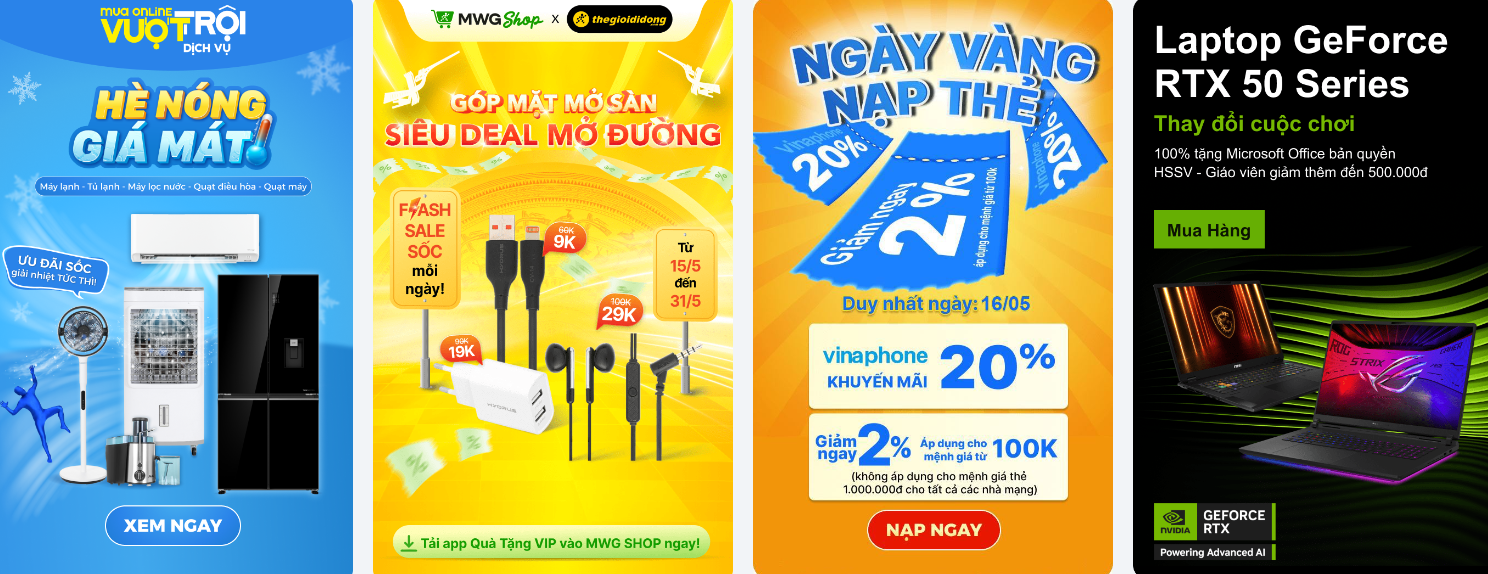 mua online
VƯỢT TRỘI
DỊCH VỤ
HÈ NÓNG
GIÁ MÁT
Máy lạnh - Tủ lạnh - Máy lọc nước - Quạt điều hòa - Quạt máy
ƯU ĐÃI SỐC
giải nhiệt TỨC THÌ!
XEM NGAY
MWG Shop X thegioididong
GÓP MẶT MỞ SÀN
SIÊU DEAL MỞ ĐƯỜNG
FLASH
SALE
SỐC
mỗi
ngày!
60K
9K
Từ
15/5
đến
31/5
100K
29K
90K
19K
Tải app Quà Tặng VIP vào MWG SHOP ngay!
NGÀY VÀNG
NẠP THẺ
Vinaphone
20%
Giảm ngay
2%
áp dụng cho mệnh giá từ 100k
vinaphone
20%
Duy nhất ngày: 16/05
vinaphone
KHUYẾN MÃI
20%
Giảm
ngay
2%
Áp dụng cho
mệnh giá từ
100K
(không áp dụng cho mệnh giá thẻ
1.000.000đ cho tất cả các nhà mạng)
NẠP NGAY
Laptop GeForce
RTX 50 Series
Thay đổi cuộc chơi
100% tặng Microsoft Office bản quyền
HSSV - Giáo viên giảm thêm đến 500.000đ
Mua Hàng
ROG
STRIX
NVIDIA
GEFORCE
RTX
Powering Advanced AI